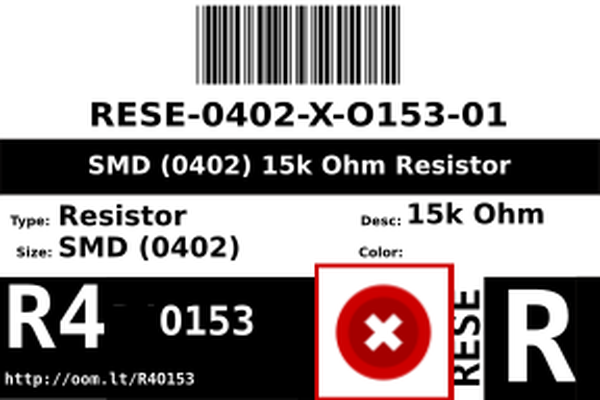 RESE-0402-X-O153-01
SMD (0402) 15k Ohm Resistor
Type: Resistor
Desc: 15k Ohm
Size: SMD (0402)
Color:
R4 0153
http://oom.lt/R40153
RESE
R